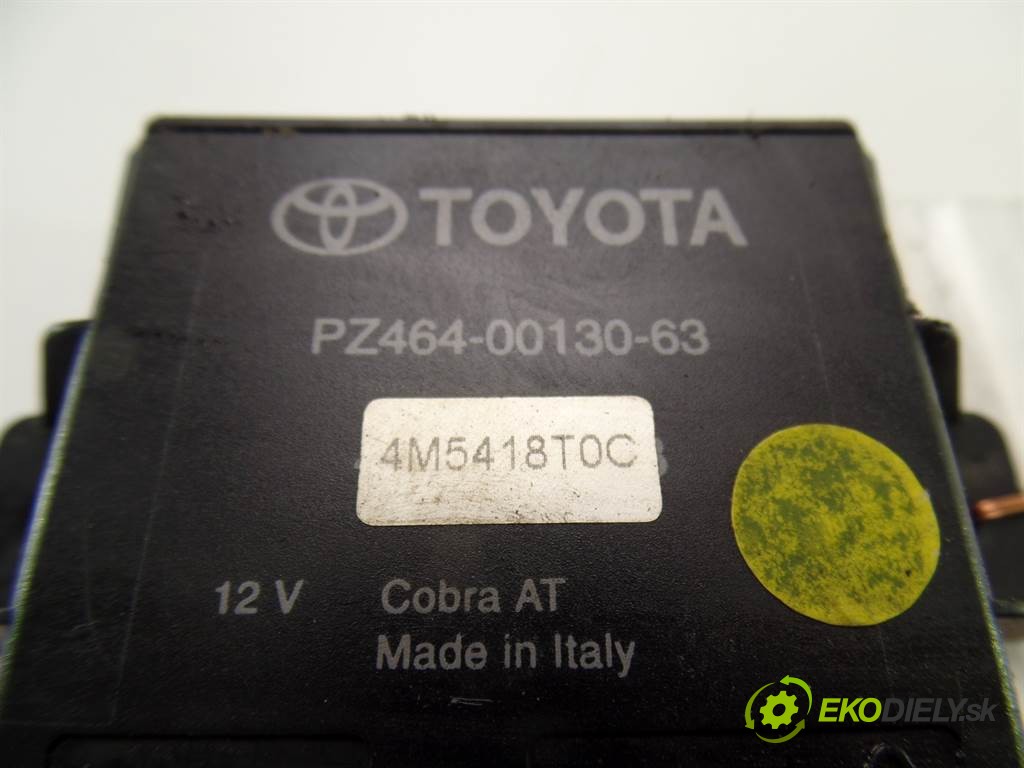 TOYOTA
PZ464-00130-63
4M5418T0C
12 V Cobra AT
Made in Italy
EKODIELY.sk